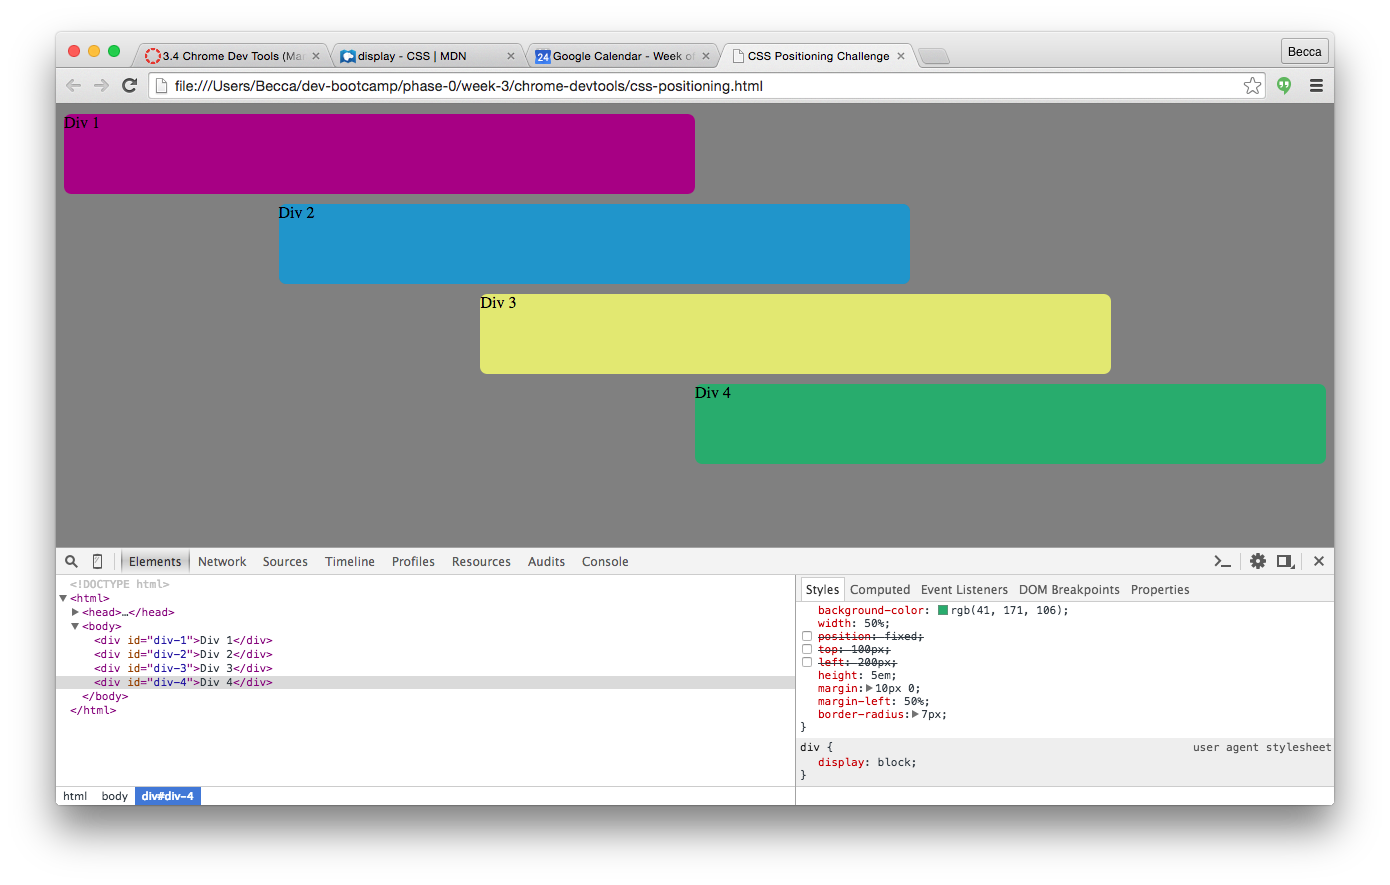 3.4 Chrome Dev Tools (Ma
display - CSS | MDN
24 Google Calendar - Week of
CSS Positioning Challenge
Becca
file:///Users/Becca/dev-bootcamp/phase-0/week-3/chrome-devtools/css-positioning.html
Div 1
Div 2
Div 3
Div 4
Elements Network Sources Timeline Profiles Resources Audits Console
<!DOCTYPE html>
<html>
<head>…</head>
<body>
<div id="div-1">Div 1</div>
<div id="div-2">Div 2</div>
<div id="div-3">Div 3</div>
<div id="div-4">Div 4</div>
</body>
</html>
html body div#div-4
Styles Computed Event Listeners DOM Breakpoints Properties
background-color: rgb(41, 171, 106);
width: 50%;
position: fixed;
top: 100px;
left: 200px;
height: 5em;
margin: 10px 0;
margin-left: 50%;
border-radius: 7px;
}
div { user agent stylesheet
display: block;
}